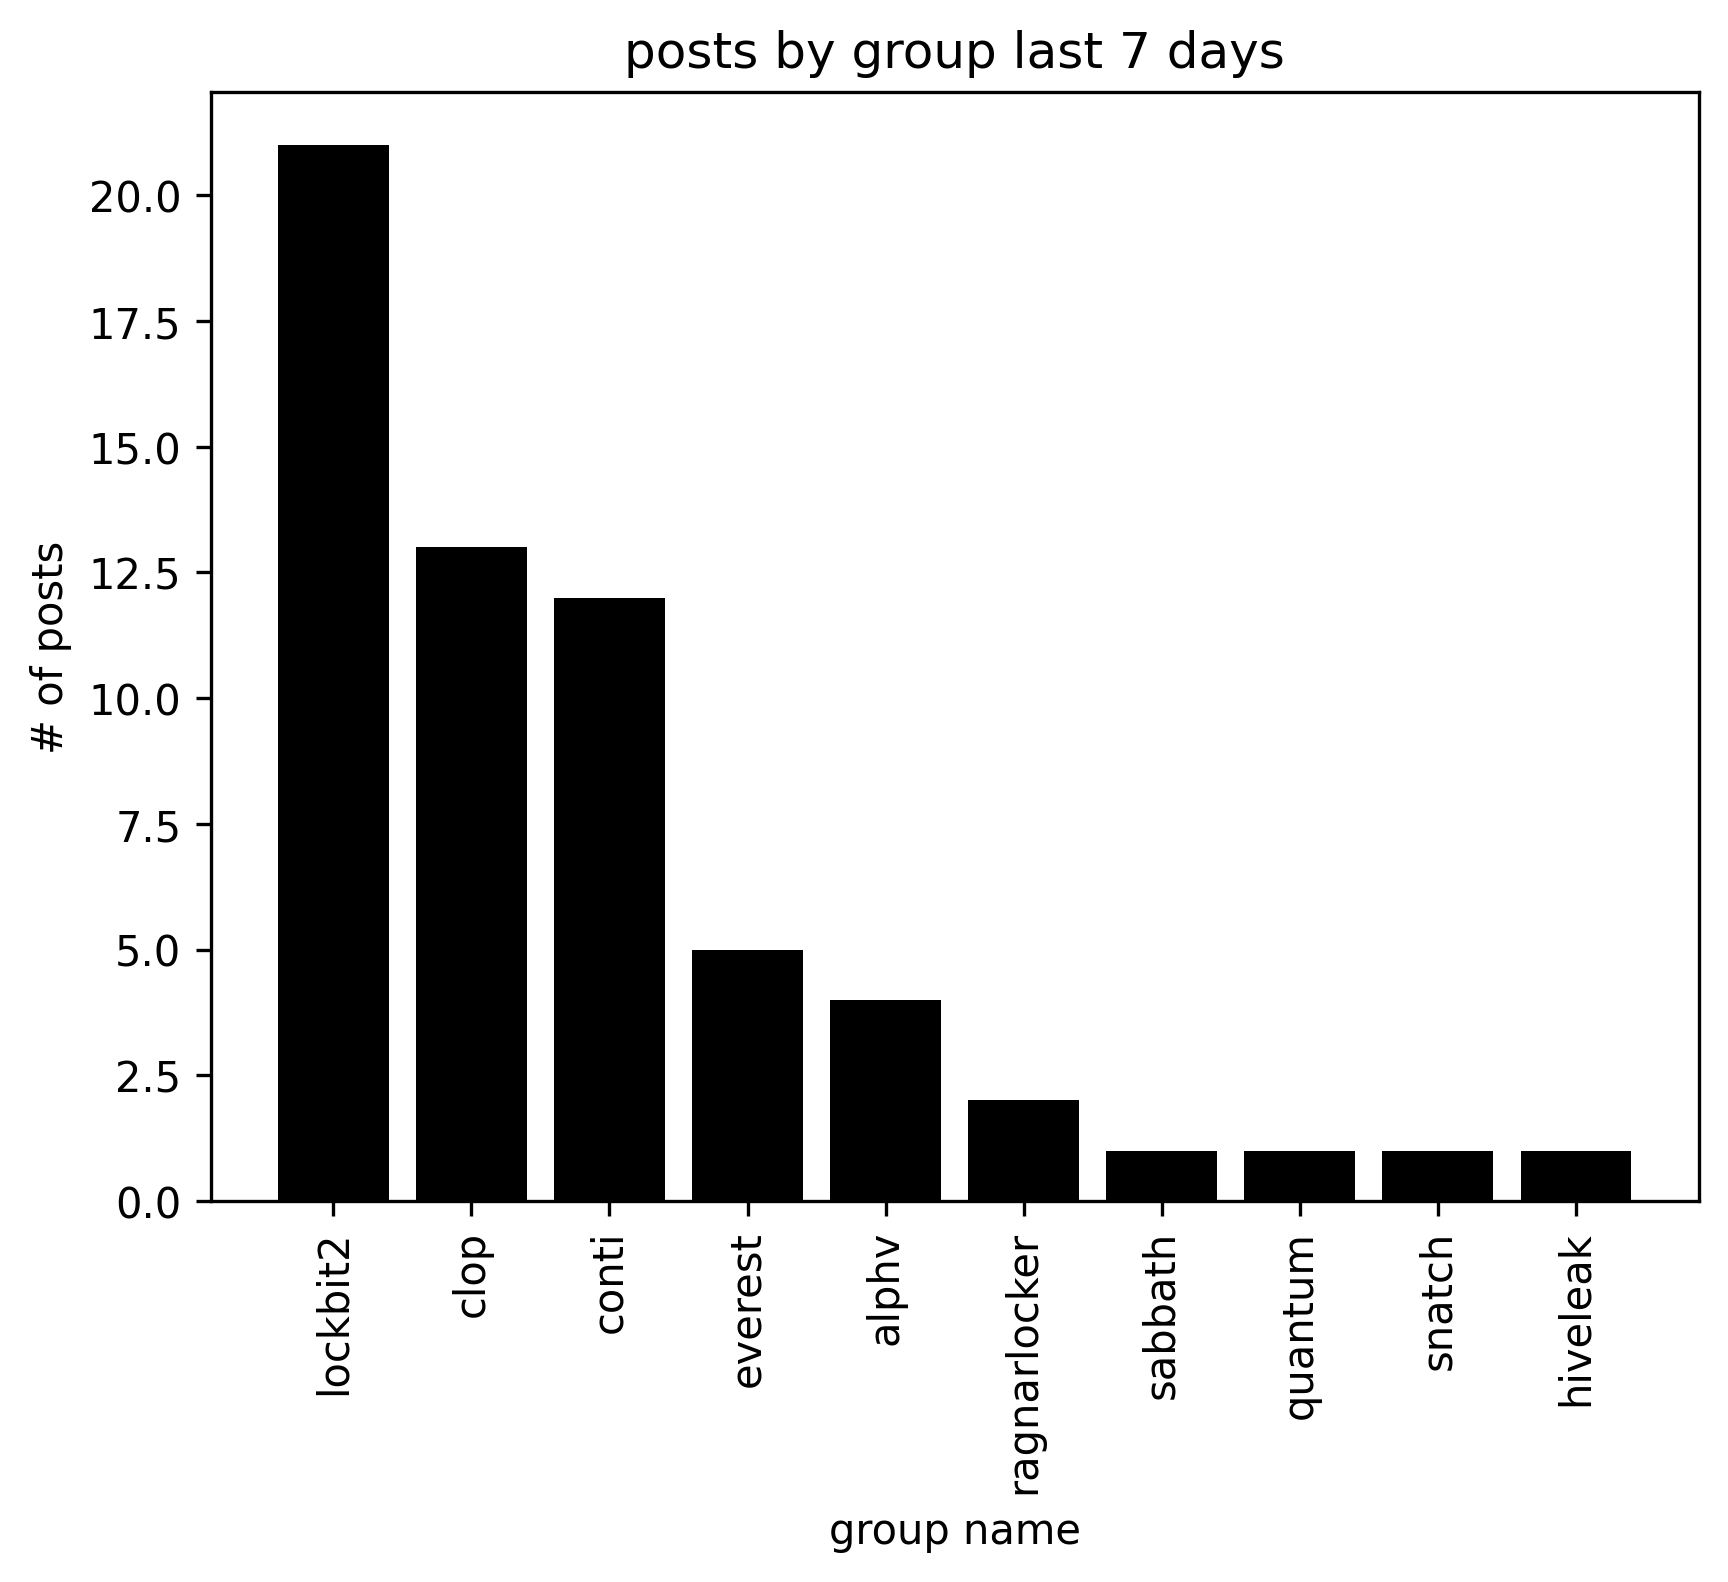 posts by group last 7 days
# of posts
20.0
17.5
15.0
12.5
10.0
7.5
5.0
2.5
0.0
lockbit2
clop
conti
everest
alphv
ragnarlocker
sabbath
quantum
snatch
hiveleak
group name